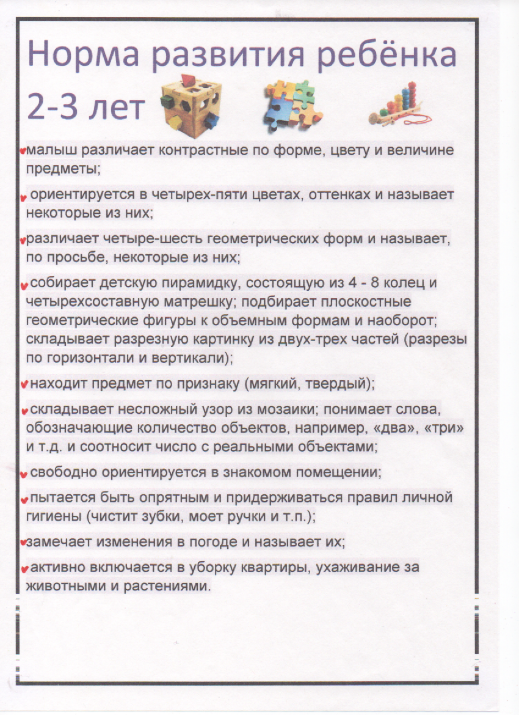 Норма развития ребёнка
2-3 лет
малыш различает контрастные по форме, цвету и величине
предметы;
ориентируется в четырех-пяти цветах, оттенках и называет
некоторые из них;
различает четыре-шесть геометрических форм и называет,
по просьбе, некоторые из них;
собирает детскую пирамидку, состоящую из 4 - 8 колец и
четырехсоставную матрешку; подбирает плоскостные
геометрические фигуры к объемным формам и наоборот;
складывает разрезную картинку из двух-трех частей (разрезы
по горизонтали и вертикали);
находит предмет по признаку (мягкий, твердый);
складывает несложный узор из мозаики; понимает слова,
обозначающие количество объектов, например, «два», «три»
и т.д. и соотносит число с реальными объектами;
свободно ориентируется в знакомом помещении;
пытается быть опрятным и придерживаться правил личной
гигиены (чистит зубки, моет ручки и т.п.);
замечает изменения в погоде и называет их;
активно включается в уборку квартиры, ухаживание за
животными и растениями.